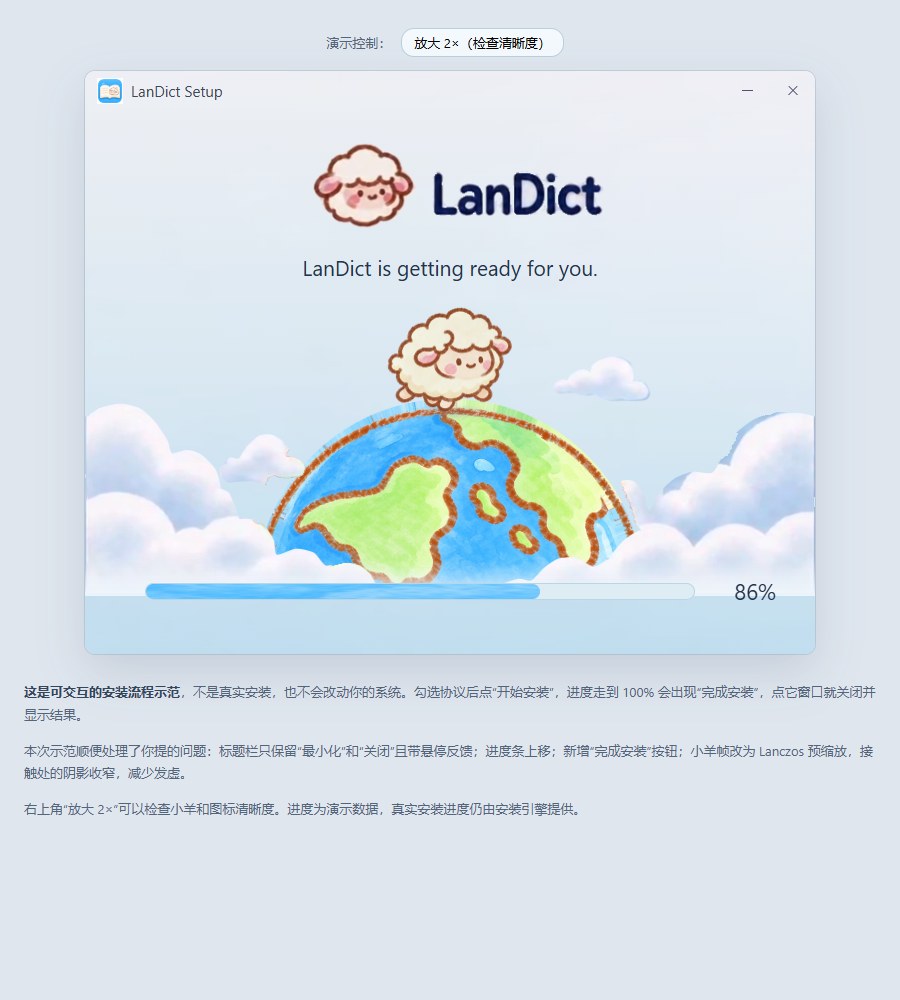 演示控制：
放大 2×（检查清晰度）
LanDict Setup
LanDict
LanDict is getting ready for you.
86%
这是可交互的安装流程示范，不是真实安装，也不会改动你的系统。勾选协议后点“开始安装”，进度走到 100% 会出现“完成安装”，点它窗口就关闭并
显示结果。
本次示范顺便处理了你提的问题：标题栏只保留“最小化”和“关闭”且带悬停反馈；进度条上移；新增“完成安装”按钮；小羊帧改为 Lanczos 预缩放，接
触处的阴影收窄，减少发虚。
右上角“放大 2×”可以检查小羊和图标清晰度。进度为演示数据，真实安装进度仍由安装引擎提供。